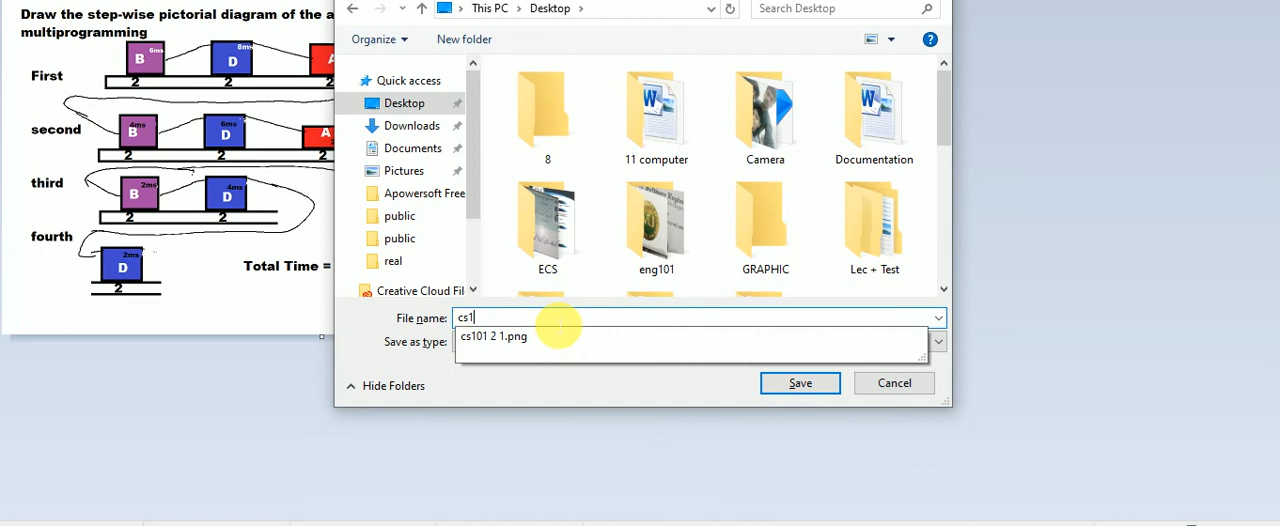 Draw the step-wise pictorial diagram of the a
multiprogramming
6ms
B
8ms
D
A
First
2
2
4ms
B
6ms
D
A
second
2
2
2
2ms
B
4ms
D
third
2
2
fourth
2ms
D
2
Total Time =
This PC > Desktop >
Search Desktop
Organize
New folder
Quick access
Desktop
Downloads
Documents
Pictures
Apowersoft Free
public
public
real
Creative Cloud Fil
8
11 computer
Camera
Documentation
ECS
eng101
GRAPHIC
Lec + Test
File name:
cs1
cs101 2 1.png
Save as type:
Hide Folders
Save
Cancel